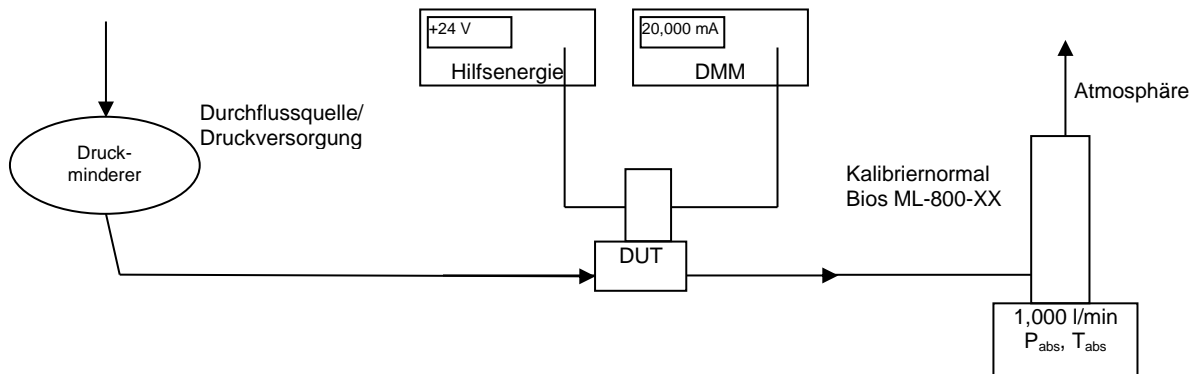 +24 V
20,000 mA
Hilfsenergie
DMM
Atmosphäre
Durchflussquelle/
Druckversorgung
Druck-
minderer
Kalibriernormal
Bios ML-800-XX
DUT
1,000 l/min
Pabs, Tabs